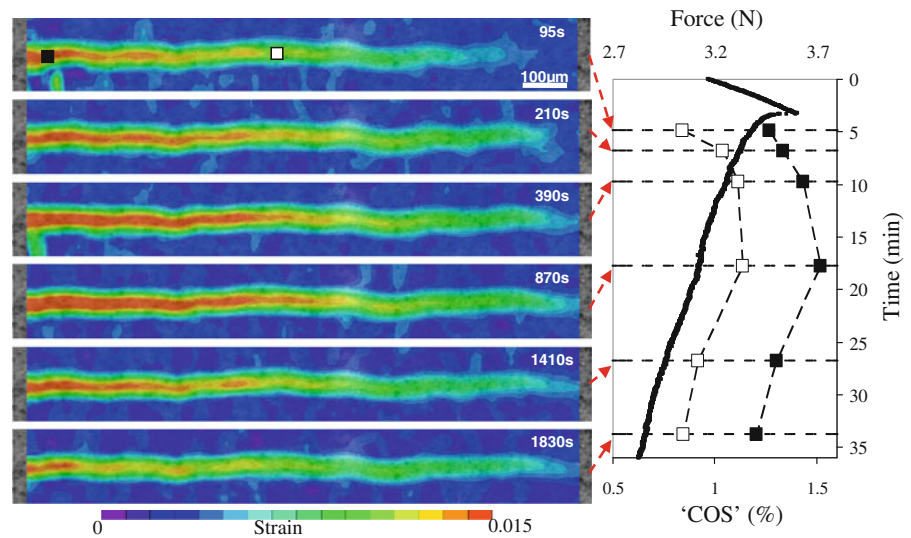 95s
100μm
210s
390s
870s
1410s
1830s
0
Strain
0.015
Force (N)
2.7
3.2
3.7
0
5
10
15
20
25
30
35
Time (min)
0.5
1
1.5
‘COS’ (%)